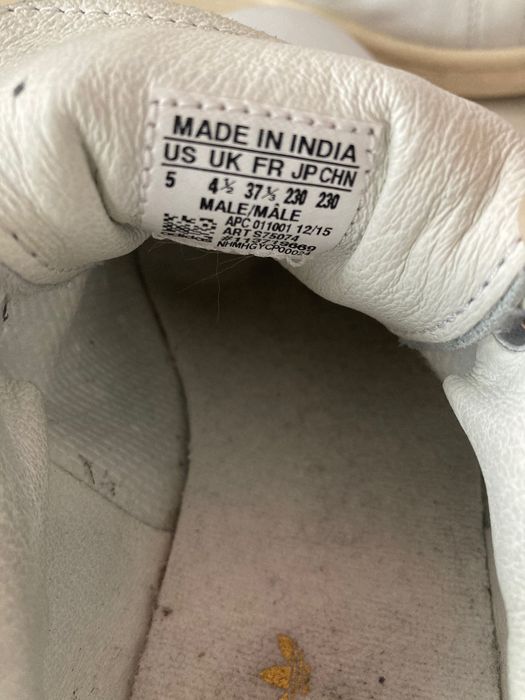 MADE IN INDIA
US UK FR JP CHN
5 4½ 37⅓ 230 230
MALE/MÂLE
APC 011001 12/15
ART S75074
NHMHGYCP00024